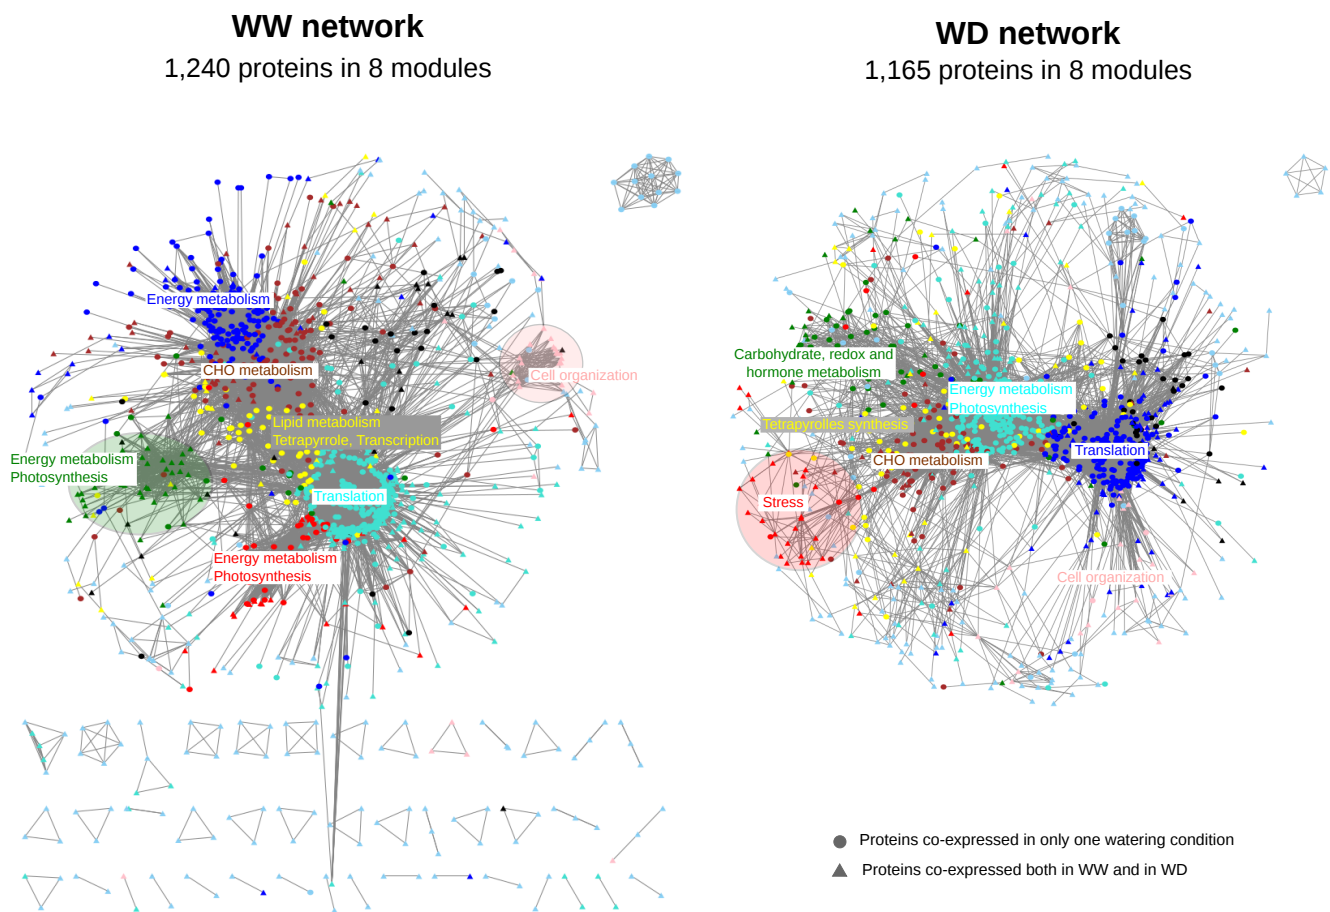 WW network
1,240 proteins in 8 modules
Energy metabolism
CHO metabolism
Cell organization
Lipid metabolism
Tetrapyrrole, Transcription
Energy metabolism
Photosynthesis
Translation
Energy metabolism
Photosynthesis
WD network
1,165 proteins in 8 modules
Carbohydrate, redox and
hormone metabolism
Energy metabolism
Photosynthesis
Tetrapyrolles synthesis
Translation
CHO metabolism
Stress
Cell organization
Proteins co-expressed in only one watering condition
Proteins co-expressed both in WW and in WD